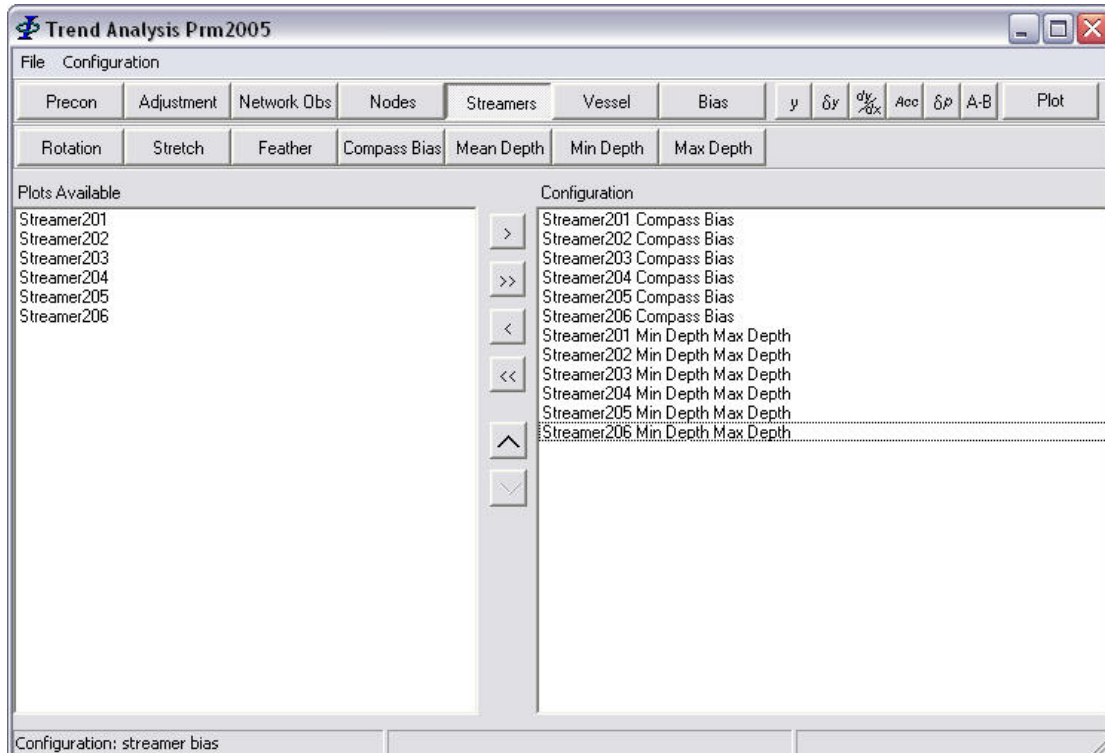 Trend Analysis Prm2005
File Configuration
Precon Adjustment Network Obs Nodes Streamers Vessel Bias y δy dy/dx Acc δp A-B Plot
Rotation Stretch Feather Compass Bias Mean Depth Min Depth Max Depth
Plots Available
Streamer201
Streamer202
Streamer203
Streamer204
Streamer205
Streamer206
>
>>
<
<<
Configuration
Streamer201 Compass Bias
Streamer202 Compass Bias
Streamer203 Compass Bias
Streamer204 Compass Bias
Streamer205 Compass Bias
Streamer206 Compass Bias
Streamer201 Min Depth Max Depth
Streamer202 Min Depth Max Depth
Streamer203 Min Depth Max Depth
Streamer204 Min Depth Max Depth
Streamer205 Min Depth Max Depth
Streamer206 Min Depth Max Depth
Configuration: streamer bias